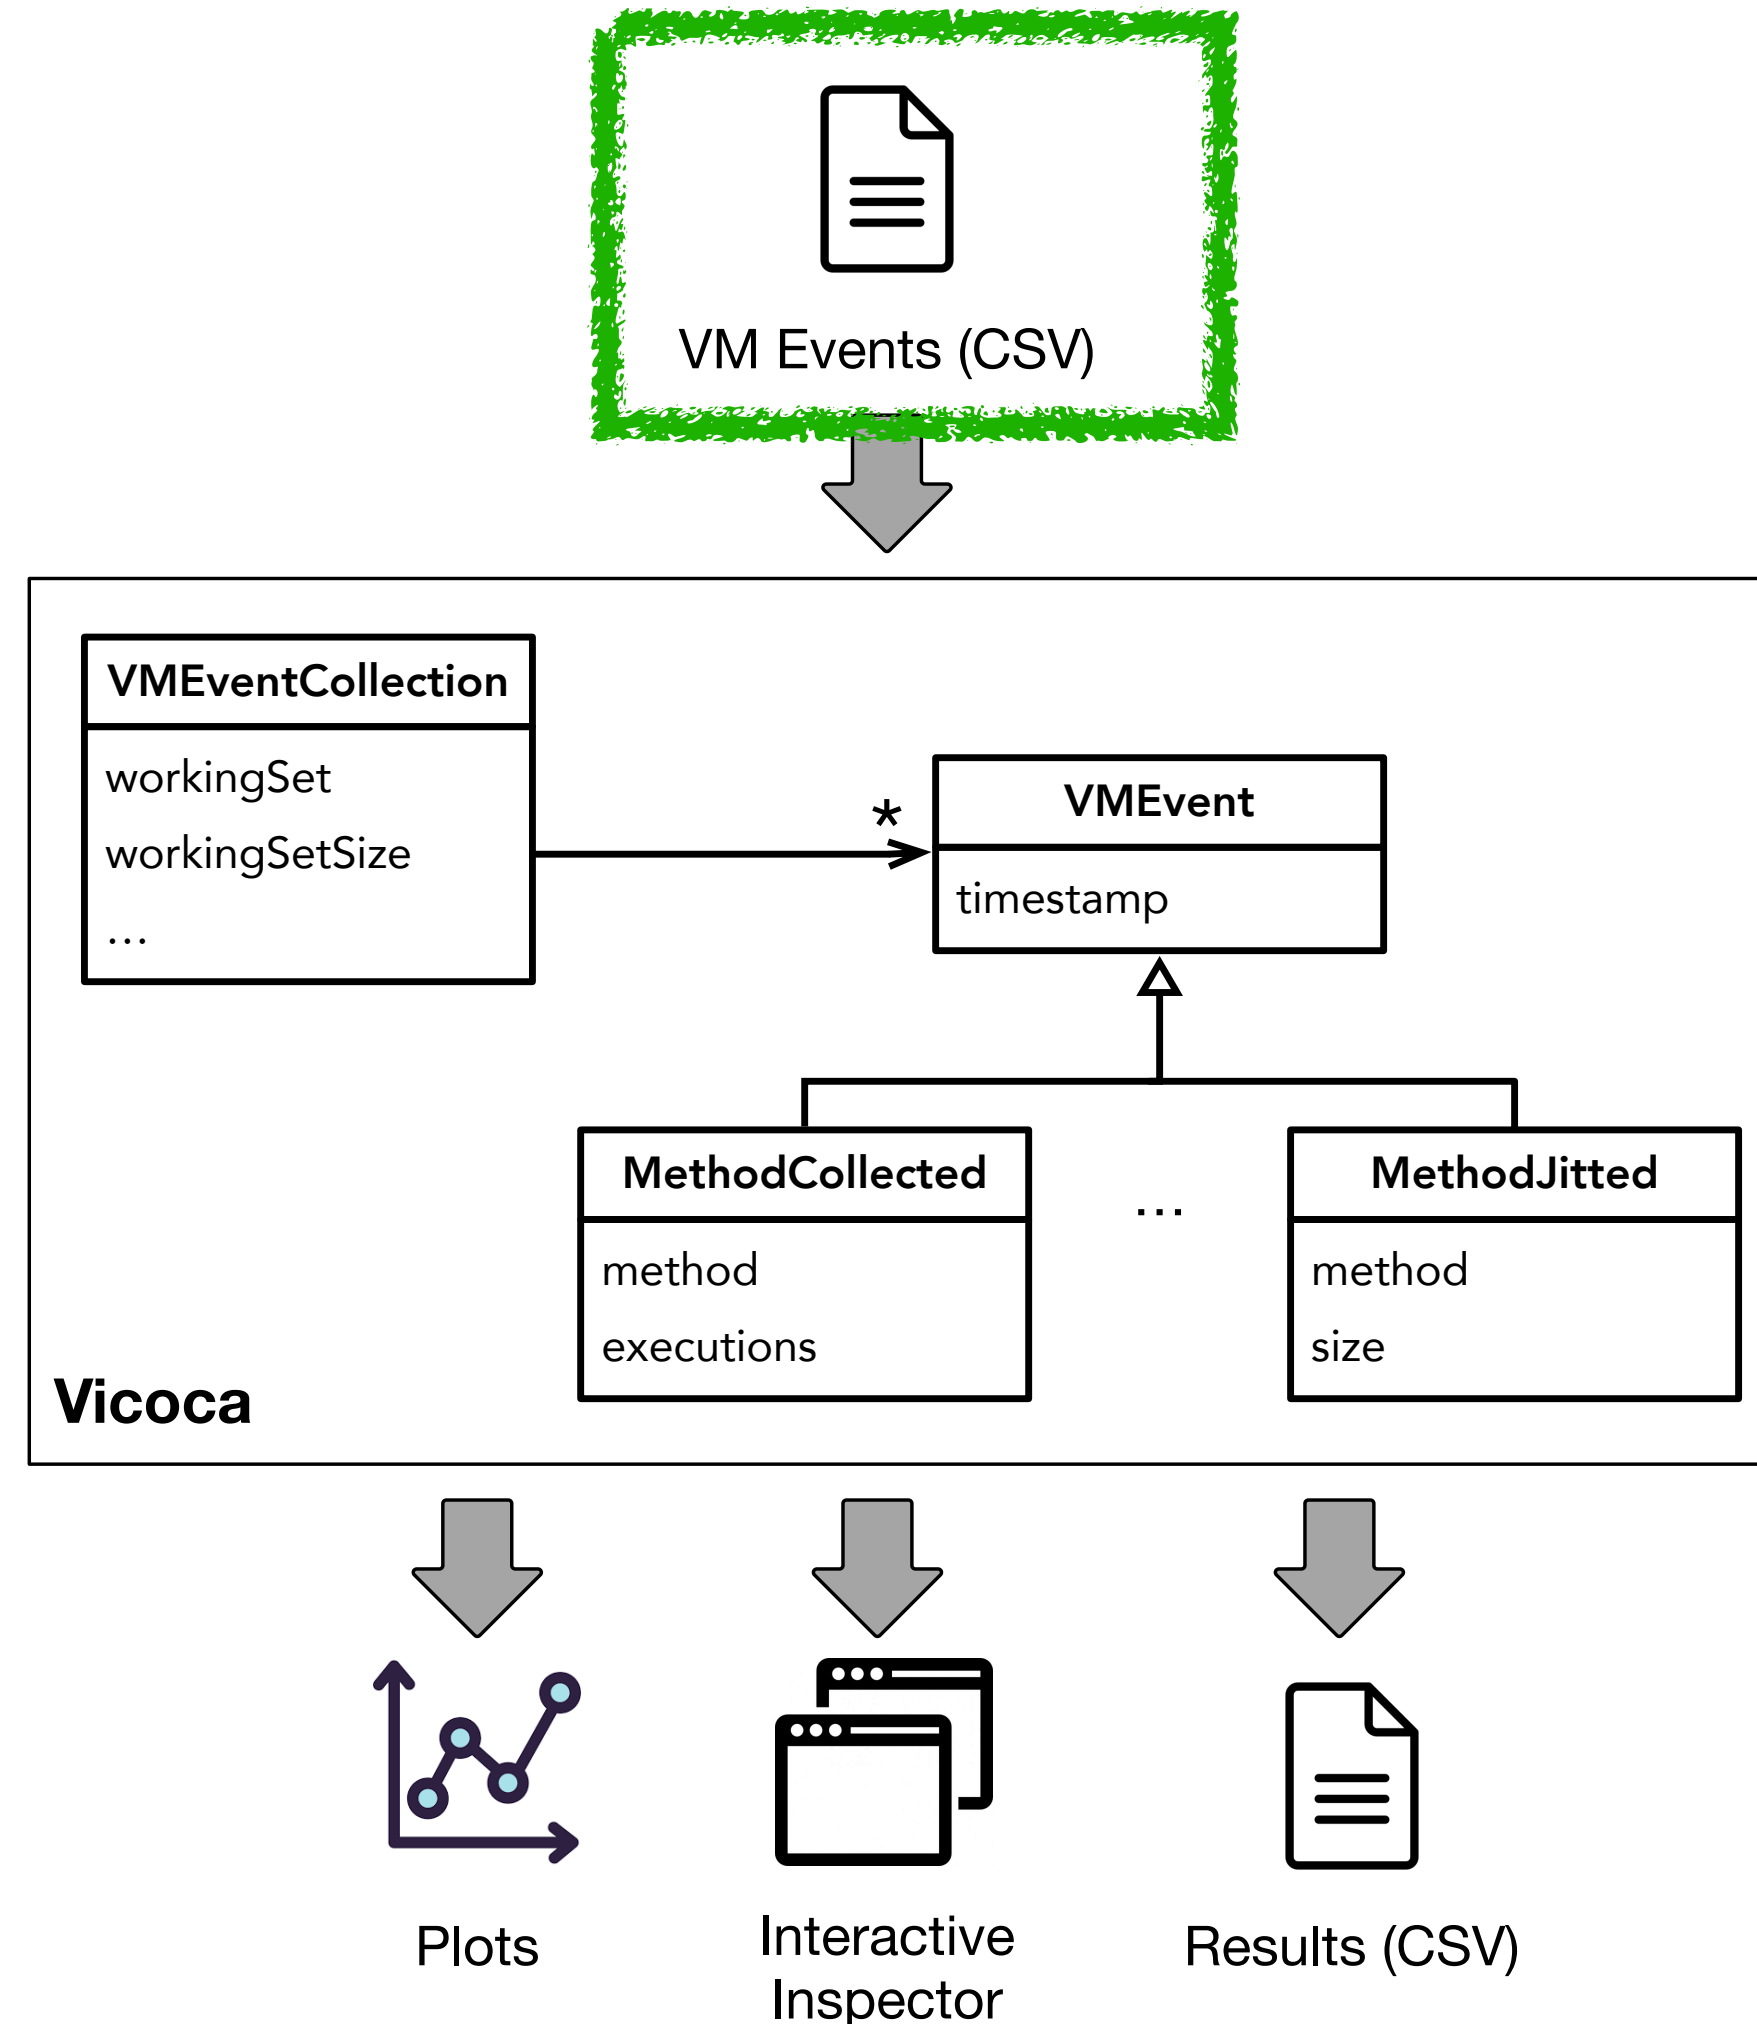 VM Events (CSV)
VMEventCollection
workingSet
workingSetSize
…
*
VMEvent
timestamp
MethodCollected
method
executions
…
MethodJitted
method
size
Vicoca
Plots
Interactive
Inspector
Results (CSV)